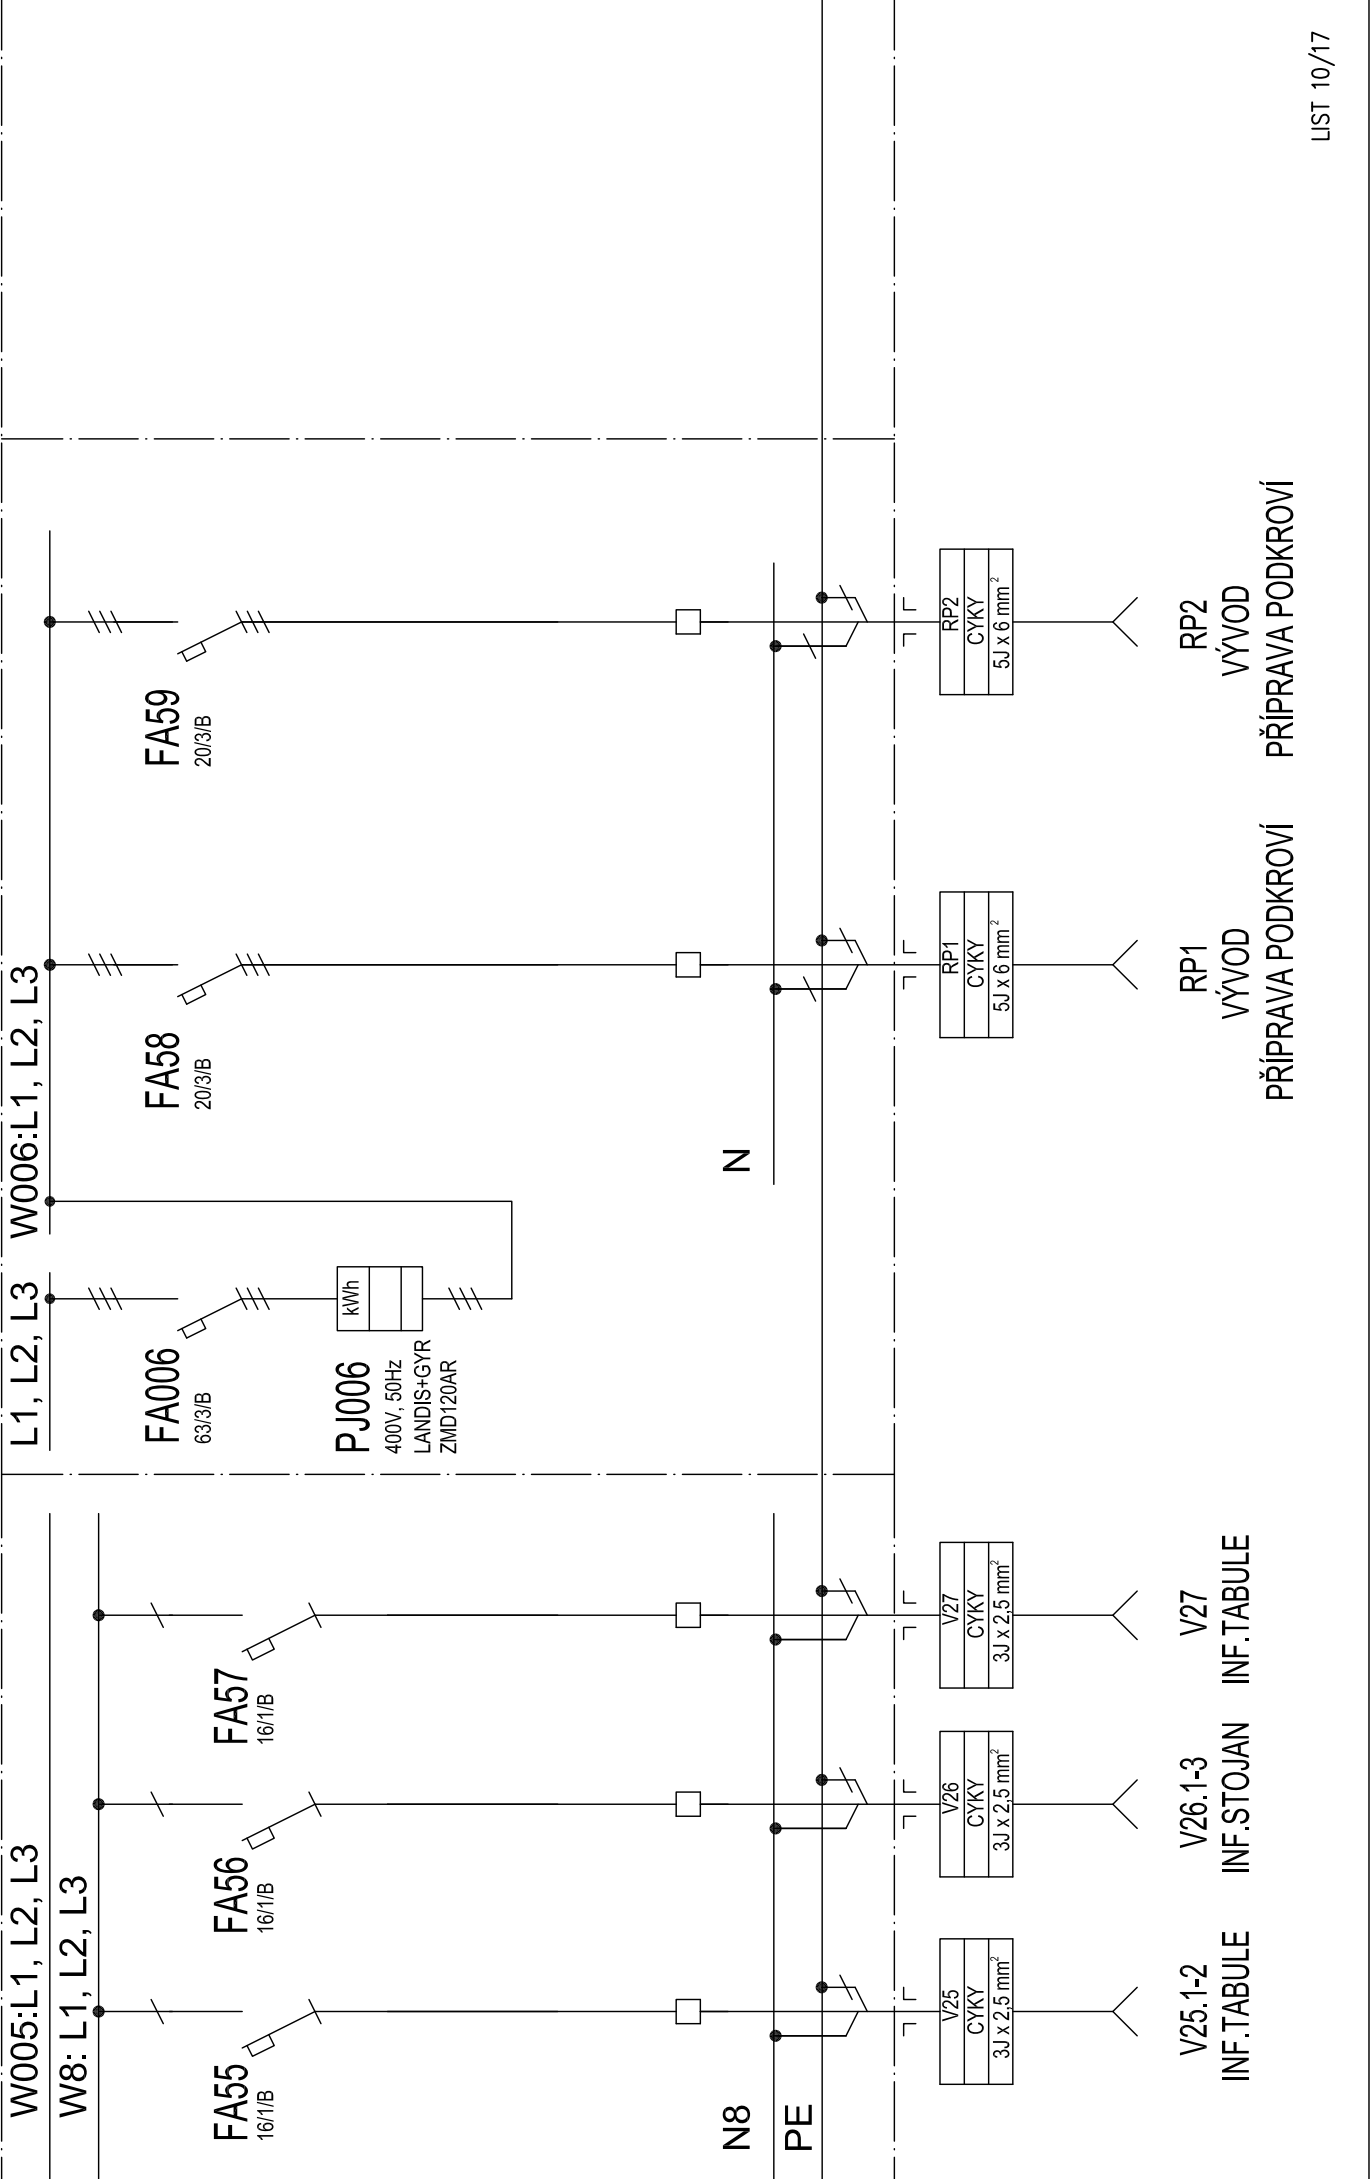 W005:L1, L2, L3
W8: L1, L2, L3
L1, L2, L3
W006:L1, L2, L3
FA55
16/1/B
FA56
16/1/B
FA57
16/1/B
FA006
63/3/B
PJ006
400V, 50Hz
LANDIS+GYR
ZMD120AR
kWh
FA58
20/3/B
FA59
20/3/B
N8
PE
N
V25
CYKY
3J x 2,5 mm²
V26
CYKY
3J x 2,5 mm²
V27
CYKY
3J x 2,5 mm²
RP1
CYKY
5J x 6 mm²
RP2
CYKY
5J x 6 mm²
V25.1-2
INF.TABULE
V26.1-3
INF.STOJAN
V27
INF.TABULE
RP1
VÝVOD
PŘÍPRAVA PODKROVÍ
RP2
VÝVOD
PŘÍPRAVA PODKROVÍ
LIST 10/17